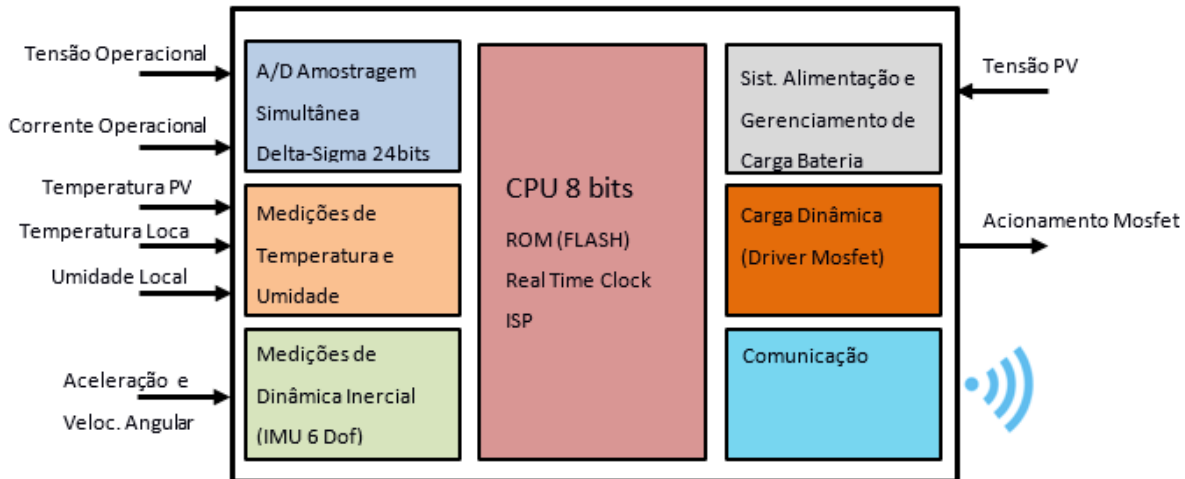 Tensão Operacional
Corrente Operacional
Temperatura PV
Temperatura Loca
Umidade Local
Aceleração e
Veloc. Angular
A/D Amostragem
Simultânea
Delta-Sigma 24bits
Medições de
Temperatura e
Umidade
Medições de
Dinâmica Inercial
(IMU 6 Dof)
CPU 8 bits
ROM (FLASH)
Real Time Clock
ISP
Sist. Alimentação e
Gerenciamento de
Carga Bateria
Carga Dinâmica
(Driver Mosfet)
Comunicação
Tensão PV
Acionamento Mosfet